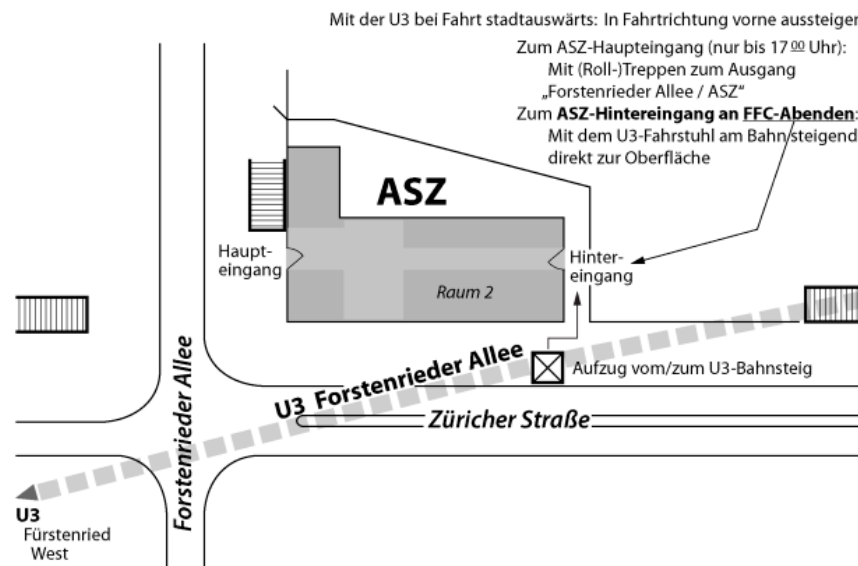 Mit der U3 bei Fahrt stadtauswärts: In Fahrtrichtung vorne aussteigen
Zum ASZ-Haupteingang (nur bis 17 00 Uhr):
Mit (Roll-)Treppen zum Ausgang
„Forstenrieder Allee / ASZ“
Zum ASZ-Hintereingang an FFC-Abenden:
Mit dem U3-Fahrstuhl am Bahnsteigend
direkt zur Oberfläche
ASZ
Haupt-
eingang
Hinter-
eingang
Raum 2
U3 Forstenrieder Allee
Aufzug vom/zum U3-Bahnsteig
Forstenrieder Allee
Züricher Straße
U3
Fürstenried
West